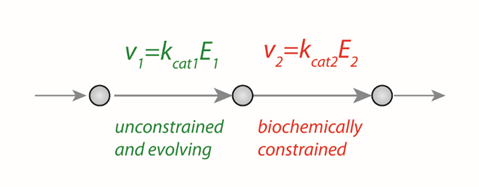 v1=kcat1E1
v2=kcat2E2
unconstrained
and evolving
biochemically
constrained